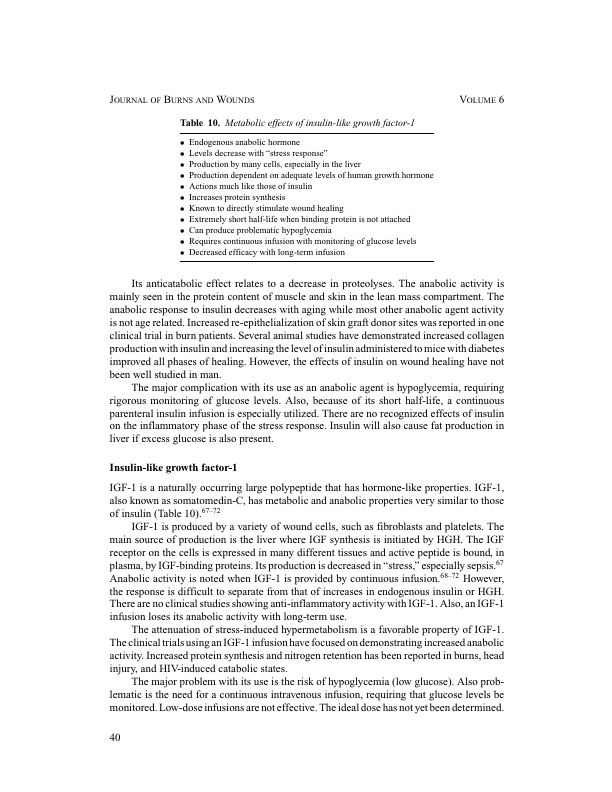 JOURNAL OF BURNS AND WOUNDS VOLUME 6
Table 10. Metabolic effects of insulin-like growth factor-1
• Endogenous anabolic hormone
• Levels decrease with “stress response”
• Production by many cells, especially in the liver
• Production dependent on adequate levels of human growth hormone
• Actions much like those of insulin
• Increases protein synthesis
• Known to directly stimulate wound healing
• Extremely short half-life when binding protein is not attached
• Can produce problematic hypoglycemia
• Requires continuous infusion with monitoring of glucose levels
• Decreased efficacy with long-term infusion
Its anticatabolic effect relates to a decrease in proteolyses. The anabolic activity is
mainly seen in the protein content of muscle and skin in the lean mass compartment. The
anabolic response to insulin decreases with aging while most other anabolic agent activity
is not age related. Increased re-epithelialization of skin graft donor sites was reported in one
clinical trial in burn patients. Several animal studies have demonstrated increased collagen
production with insulin and increasing the level of insulin administered to mice with diabetes
improved all phases of healing. However, the effects of insulin on wound healing have not
been well studied in man.
The major complication with its use as an anabolic agent is hypoglycemia, requiring
rigorous monitoring of glucose levels. Also, because of its short half-life, a continuous
parenteral insulin infusion is especially utilized. There are no recognized effects of insulin
on the inflammatory phase of the stress response. Insulin will also cause fat production in
liver if excess glucose is also present.
Insulin-like growth factor-1
IGF-1 is a naturally occurring large polypeptide that has hormone-like properties. IGF-1,
also known as somatomedin-C, has metabolic and anabolic properties very similar to those
of insulin (Table 10).67–72
IGF-1 is produced by a variety of wound cells, such as fibroblasts and platelets. The
main source of production is the liver where IGF synthesis is initiated by HGH. The IGF
receptor on the cells is expressed in many different tissues and active peptide is bound, in
plasma, by IGF-binding proteins. Its production is decreased in “stress,” especially sepsis.67
Anabolic activity is noted when IGF-1 is provided by continuous infusion.68–72 However,
the response is difficult to separate from that of increases in endogenous insulin or HGH.
There are no clinical studies showing anti-inflammatory activity with IGF-1. Also, an IGF-1
infusion loses its anabolic activity with long-term use.
The attenuation of stress-induced hypermetabolism is a favorable property of IGF-1.
The clinical trials using an IGF-1 infusion have focused on demonstrating increased anabolic
activity. Increased protein synthesis and nitrogen retention has been reported in burns, head
injury, and HIV-induced catabolic states.
The major problem with its use is the risk of hypoglycemia (low glucose). Also prob-
lematic is the need for a continuous intravenous infusion, requiring that glucose levels be
monitored. Low-dose infusions are not effective. The ideal dose has not yet been determined.
40